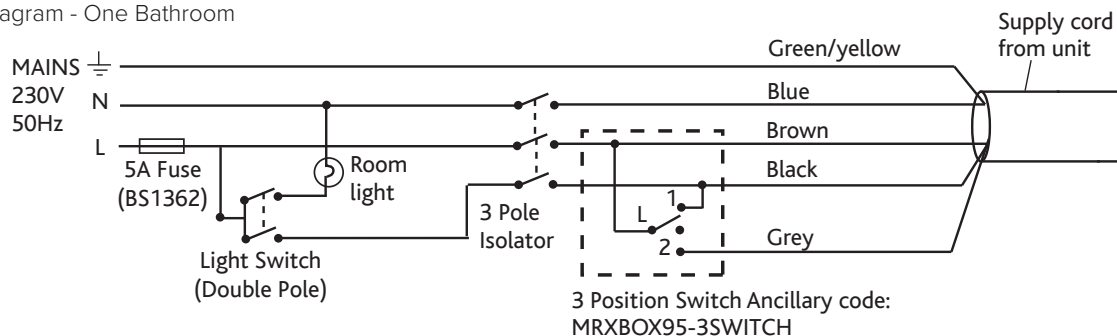 agram - One Bathroom
MAINS
230V
50Hz
N
L
5A Fuse
(BS1362)
Room
light
Light Switch
(Double Pole)
3 Pole
Isolator
Green/yellow
Blue
Brown
Black
Grey
L
1
2
Supply cord
from unit
3 Position Switch Ancillary code:
MRXBOX95-3SWITCH